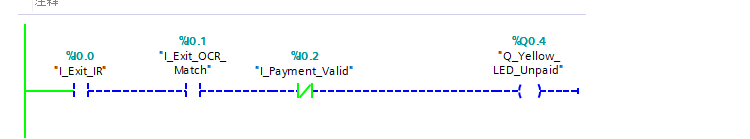 注释
%I0.0
"I_Exit_IR"
%I0.1
"I_Exit_OCR_
Match"
%I0.2
"I_Payment_Valid"
%Q0.4
"Q_Yellow_
LED_Unpaid"